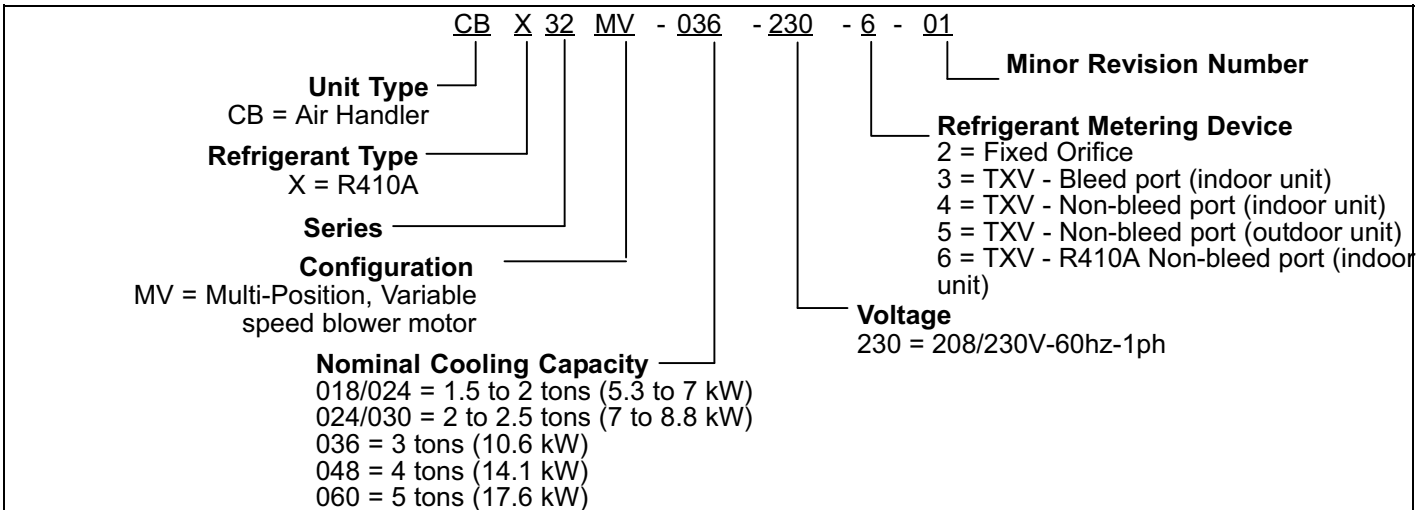 CB X 32 MV - 036 - 230 - 6 - 01
Unit Type
CB = Air Handler
Refrigerant Type
X = R410A
Series
Configuration
MV = Multi-Position, Variable
speed blower motor
Nominal Cooling Capacity
018/024 = 1.5 to 2 tons (5.3 to 7 kW)
024/030 = 2 to 2.5 tons (7 to 8.8 kW)
036 = 3 tons (10.6 kW)
048 = 4 tons (14.1 kW)
060 = 5 tons (17.6 kW)
Minor Revision Number
Refrigerant Metering Device
2 = Fixed Orifice
3 = TXV - Bleed port (indoor unit)
4 = TXV - Non-bleed port (indoor unit)
5 = TXV - Non-bleed port (outdoor unit)
6 = TXV - R410A Non-bleed port (indoor
unit)
Voltage
230 = 208/230V-60hz-1ph